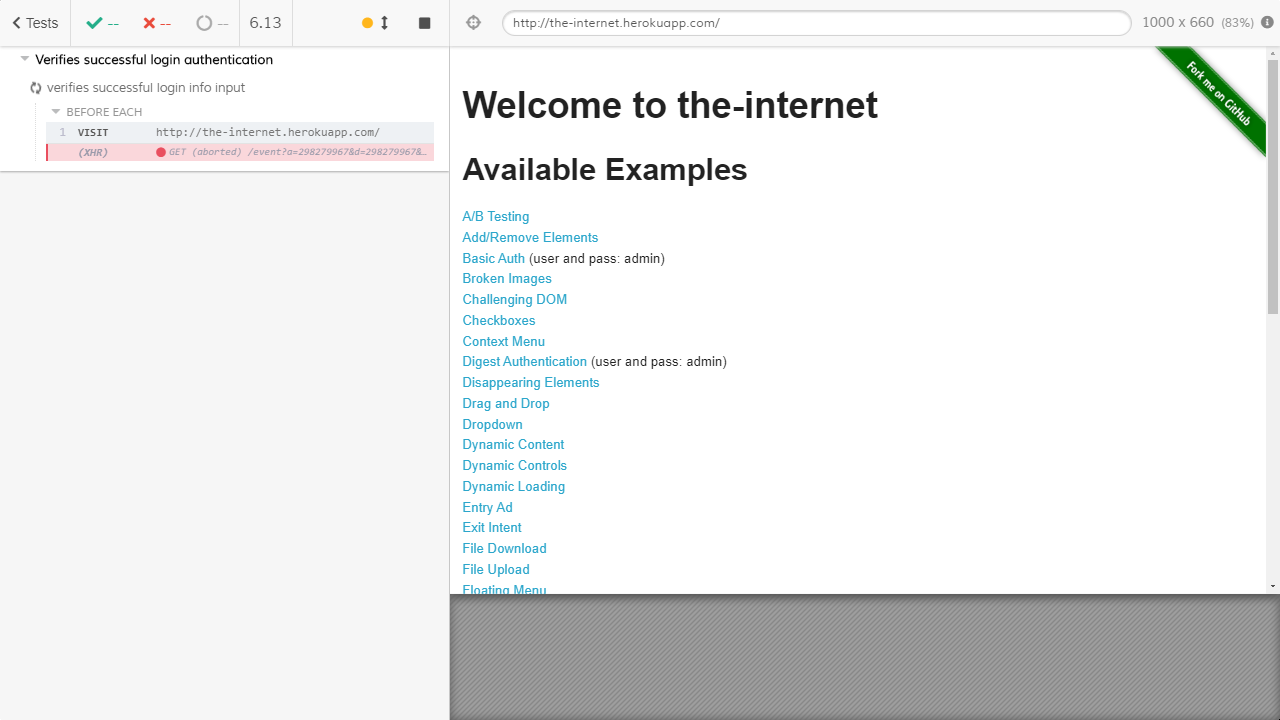 Tests
--
--
--
6.13
http://the-internet.herokuapp.com/
1000 x 660 (83%)
Verifies successful login authentication
verifies successful login info input
BEFORE EACH
1 VISIT http://the-internet.herokuapp.com/
(XHR) GET (aborted) /event?a=298279967&d=298279967&…
Fork me on GitHub
Welcome to the-internet
Available Examples
A/B Testing
Add/Remove Elements
Basic Auth (user and pass: admin)
Broken Images
Challenging DOM
Checkboxes
Context Menu
Digest Authentication (user and pass: admin)
Disappearing Elements
Drag and Drop
Dropdown
Dynamic Content
Dynamic Controls
Dynamic Loading
Entry Ad
Exit Intent
File Download
File Upload
Floating Menu